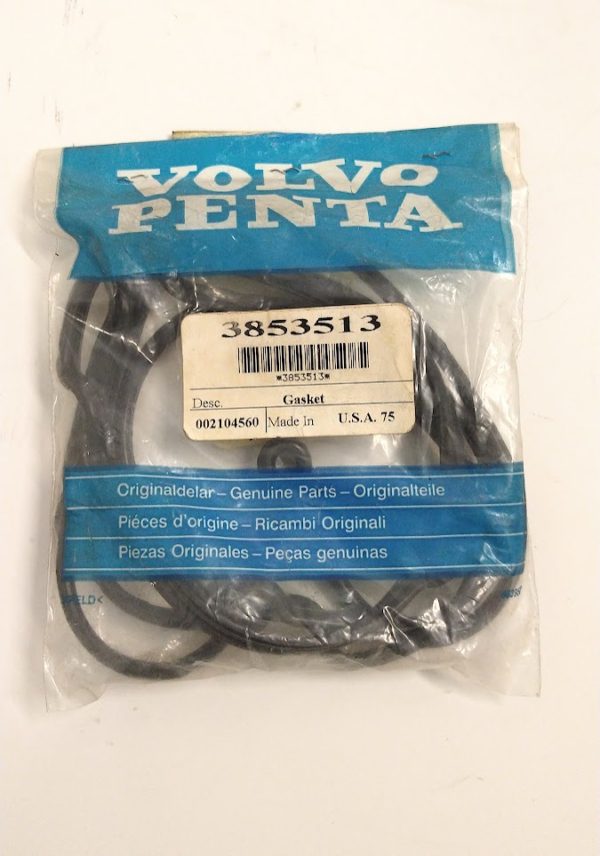 VOLVO
PENTA
3853513
*3853513*
Desc. Gasket
002104560 Made In U.S.A. 75
Originaldelar – Genuine Parts – Originalteile
Piéces d'origine – Ricambi Originali
Piezas Originales – Peças genuinas